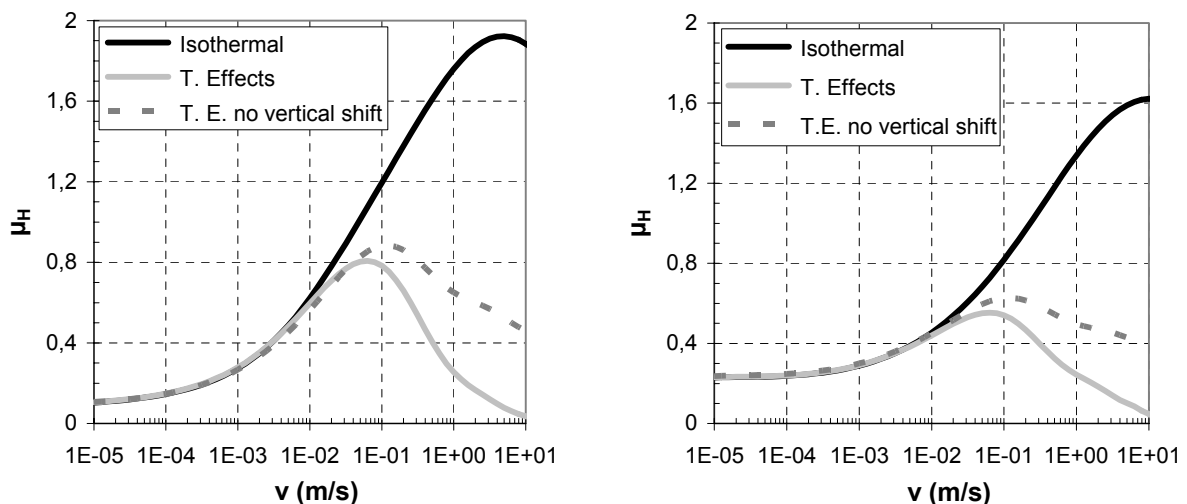 2
1,6
1,2
0,8
0,4
0
μH
Isothermal
T. Effects
T. E. no vertical shift
1E-05 1E-04 1E-03 1E-02 1E-01 1E+00 1E+01
v (m/s)
2
1,6
1,2
0,8
0,4
0
μH
Isothermal
T. Effects
T.E. no vertical shift
1E-05 1E-04 1E-03 1E-02 1E-01 1E+00 1E+01
v (m/s)